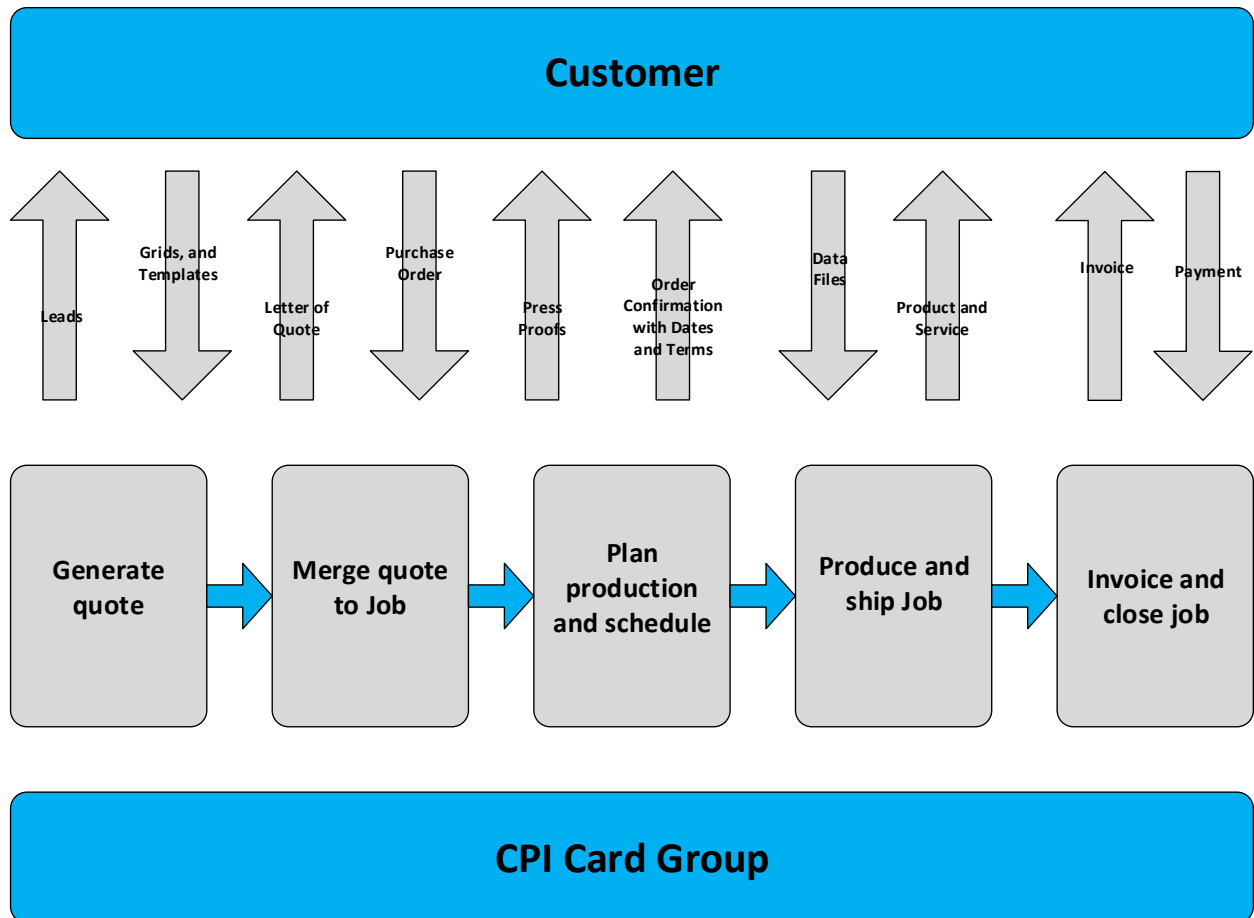 Customer
Leads
Grids, and
Templates
Letter of
Quote
Purchase
Order
Press
Proofs
Order
Confirmation
with Dates
and Terms
Data
Files
Product and
Service
Invoice
Payment
Generate
quote
Merge quote
to Job
Plan
production
and schedule
Produce and
ship Job
Invoice and
close job
CPI Card Group